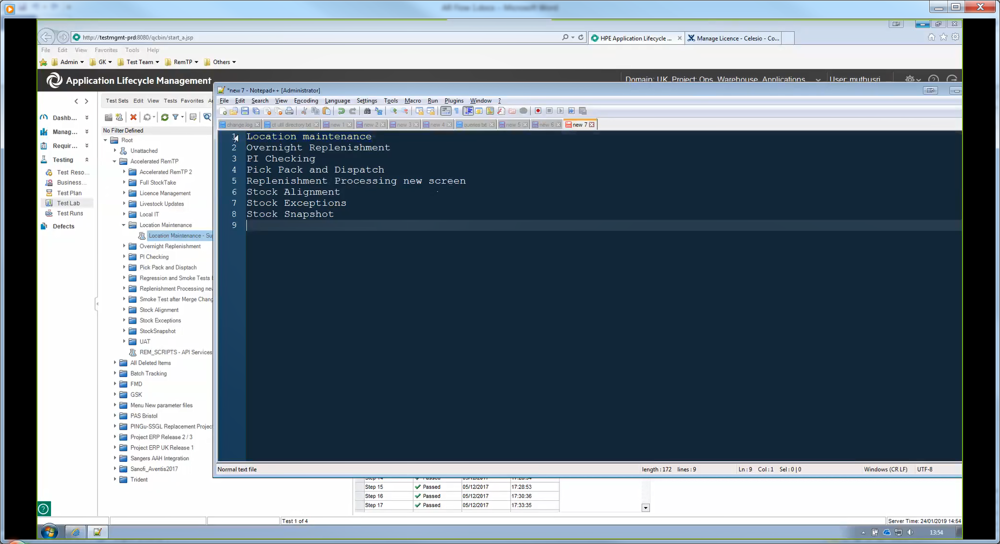 AR Flow 1.docx - Microsoft Word
http://testmgmt-prd:8080/qcbin/start_a.jsp
HPE Application Lifecycle ...
Manage Licence - Celesio - Co...
File Edit View Favorites Tools Help
Admin GK Test Team RemTP Others
Application Lifecycle Management
Domain: UK, Project: Ops_Warehouse_Applications
User: muthusri
*new 7 - Notepad++ [Administrator]
File Edit Search View Encoding Language Settings Tools Macro Run Plugins Window ?
change.log
ct util directory.txt
new 1
new 2
new 3
new 4
queries.txt
new 5
new 6
new 7
1 Location maintenance
2 Overnight Replenishment
3 PI Checking
4 Pick Pack and Dispatch
5 Replenishment Processing new screen
6 Stock Alignment
7 Stock Exceptions
8 Stock Snapshot
9
Normal text file
length : 172 lines : 9
Ln : 9 Col : 1 Sel : 0 | 0
Windows (CR LF)
UTF-8
Dashb...
Manag...
Requir...
Testing
Test Reso...
Business...
Test Plan
Test Lab
Test Runs
Defects
Test Sets Edit View Tests Favorites
No Filter Defined
Root
Unattached
Accelerated RemTP
Accelerated RemTP 2
Full StockTake
Licence Management
Livestock Updates
Local IT
Location Maintenance
Location Maintenance - Su
Overnight Replenishment
PI Checking
Pick Pack and Disptach
Regression and Smoke Tests
Replenishment Processing new
Smoke Test after Merge Chang
Stock Alignment
Stock Exceptions
StockSnapshot
UAT
REM_SCRIPTS - API Services
All Deleted Items
Batch Tracking
FMD
GSK
Menu New parameter files
PAS Bristol
PINGu-SSGL Replacement Project
Project ERP Release 2 / 3
Project ERP UK Release 1
Sangers AAH Integration
Sanofi_Aventis2017
Trident
Step 15 Passed 05/12/2017 17:28:53
Step 16 Passed 05/12/2017 17:30:36
Step 17 Passed 05/12/2017 17:33:35
Test 1 of 4
Server Time: 24/01/2019 14:54
13:54